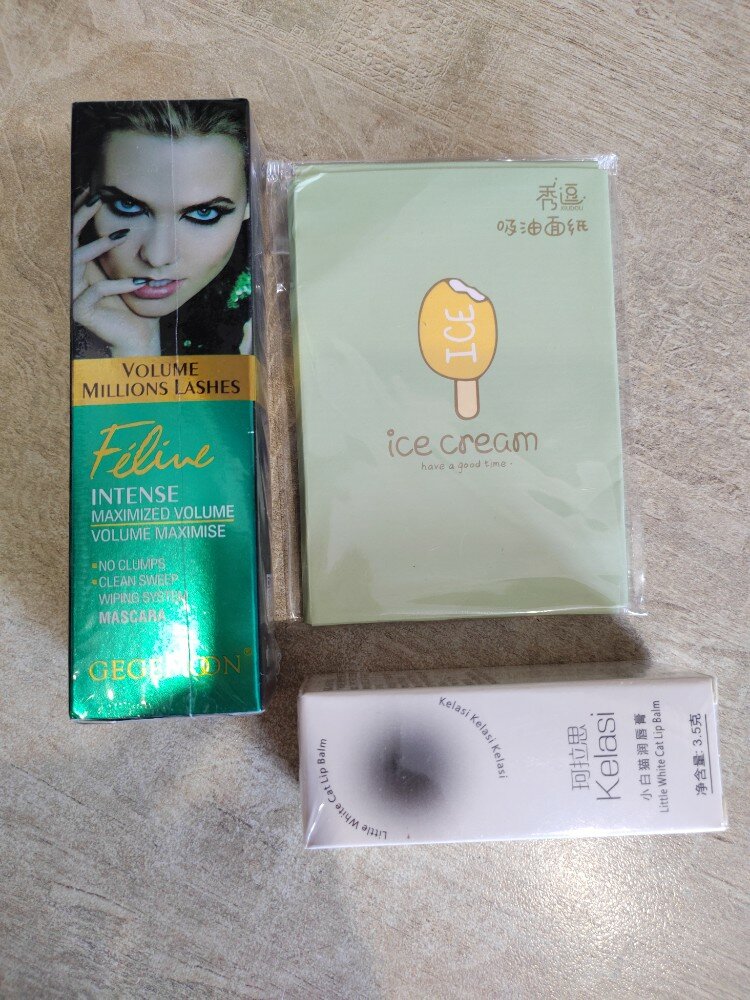 VOLUME
MILLIONS LASHES
Féline
INTENSE
MAXIMIZED VOLUME
VOLUME MAXIMISE
NO CLUMPS
CLEAN SWEEP
WIPING SYSTEM
MASCARA
GEGEMOON®
秀逗
XIUDOU
吸油面纸
ICE
ice cream
have a good time.
Kelasi Kelasi Kelasi
Little White Cat Lip Balm
珂拉思
Kelasi
小白猫润唇膏
Little White Cat Lip Balm
净含量: 3.5克